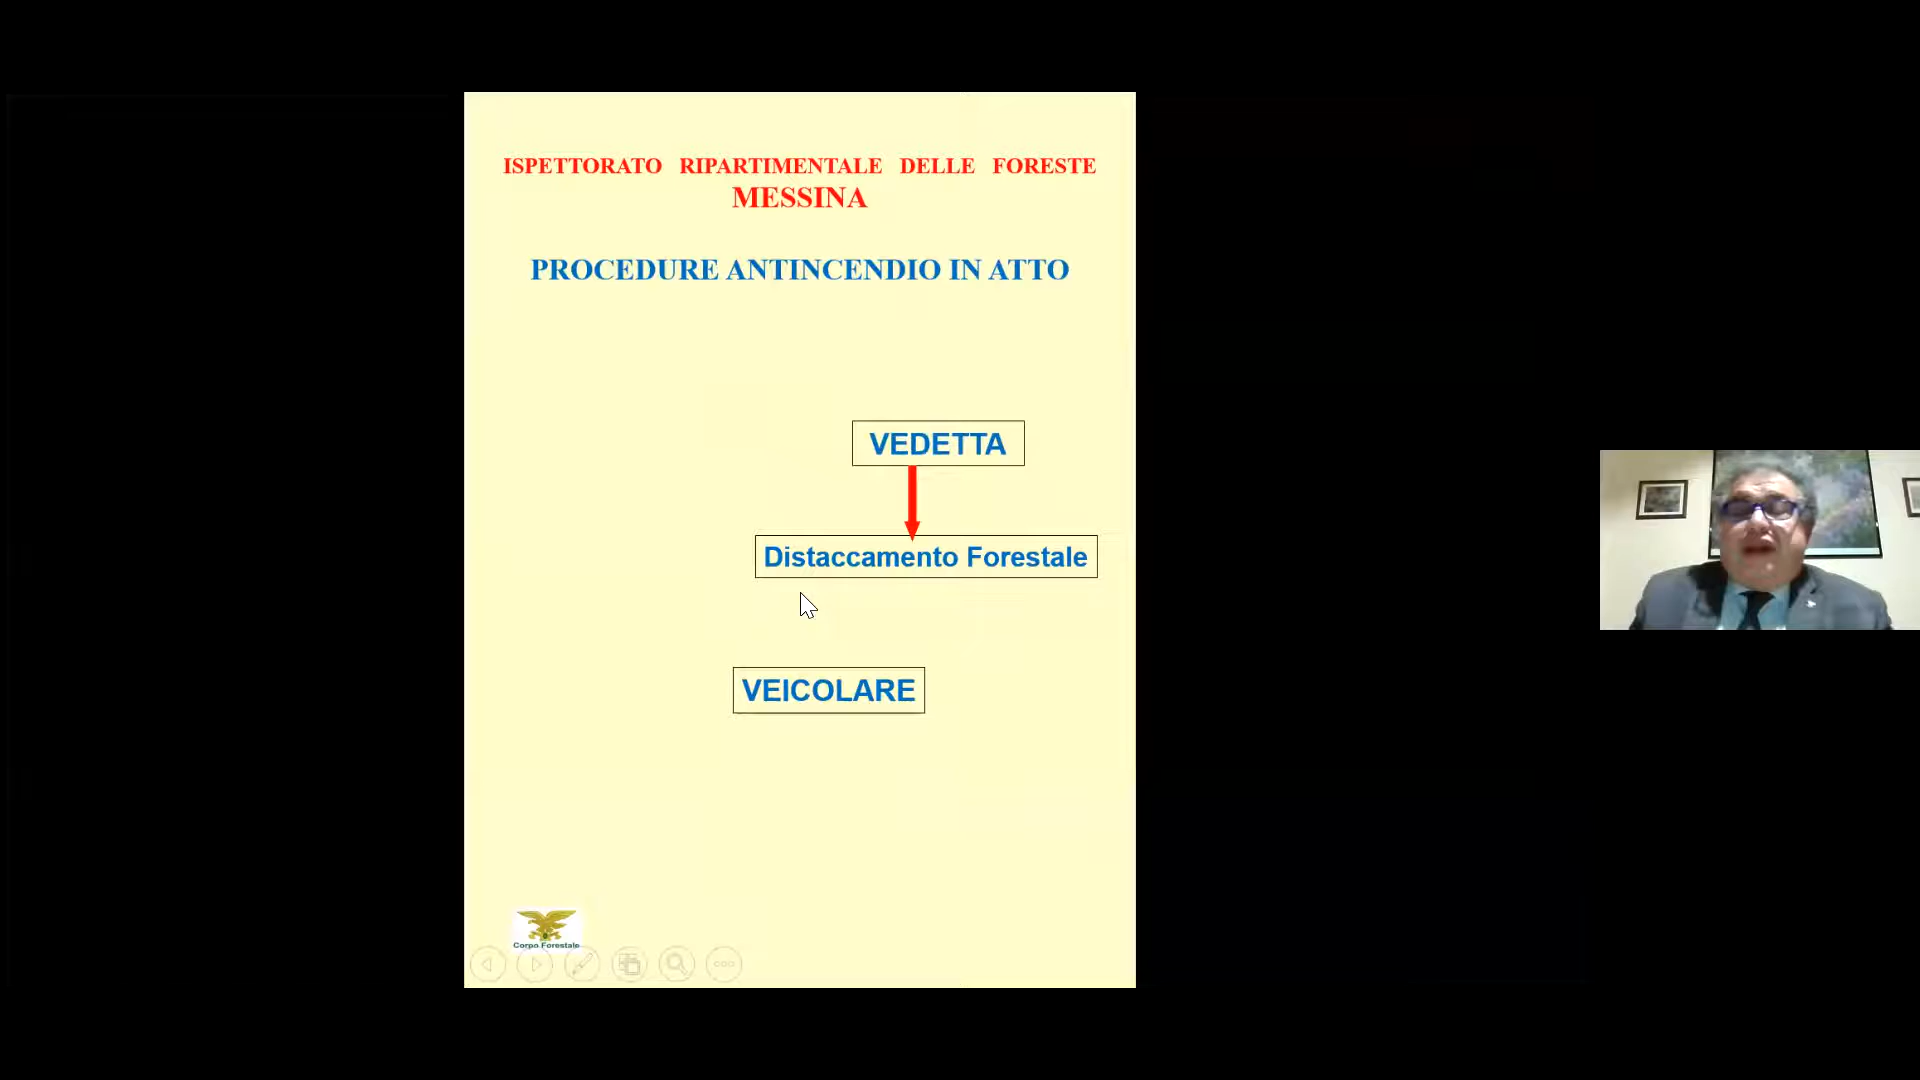 ISPETTORATO RIPARTIMENTALE DELLE FORESTE
MESSINA
PROCEDURE ANTINCENDIO IN ATTO
VEDETTA
Distaccamento Forestale
VEICOLARE
Corpo Forestale